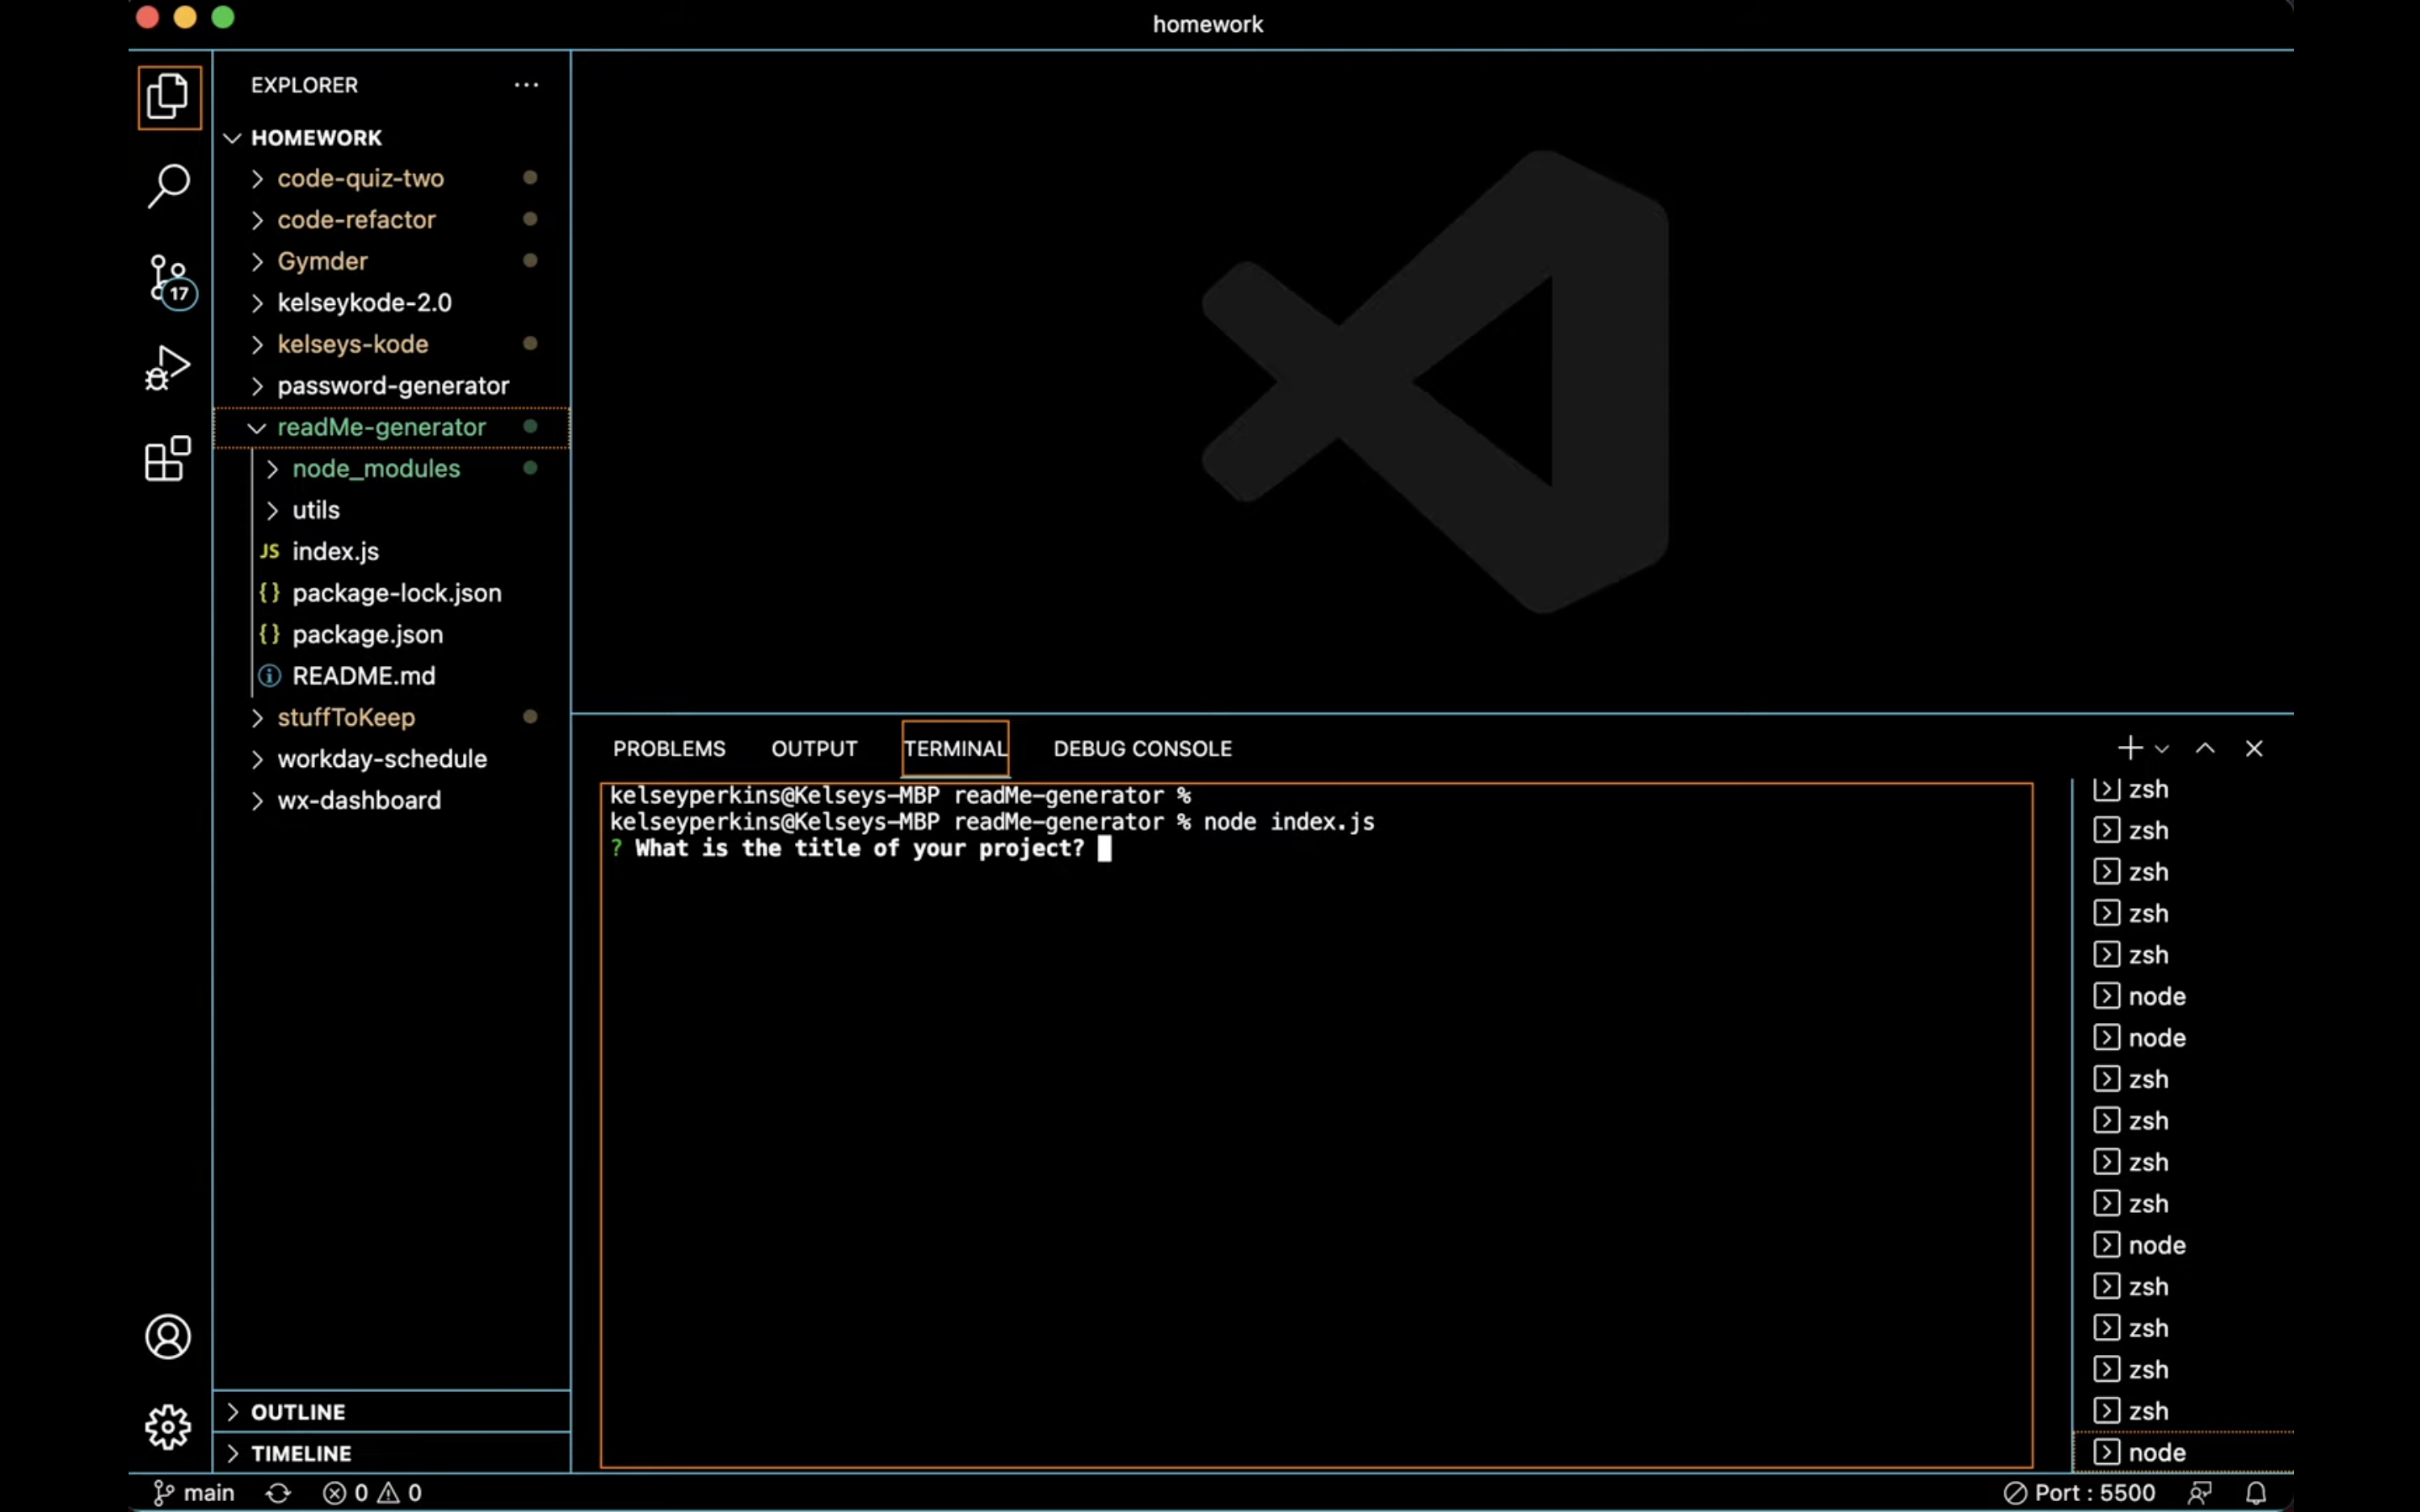 homework
EXPLORER
HOMEWORK
code-quiz-two
code-refactor
Gymder
kelseykode-2.0
kelseys-kode
password-generator
readMe-generator
node_modules
utils
JS index.js
{} package-lock.json
{} package.json
README.md
stuffToKeep
workday-schedule
wx-dashboard
17
OUTLINE
TIMELINE
PROBLEMS OUTPUT TERMINAL DEBUG CONSOLE
kelseyperkins@Kelseys-MBP readMe-generator %
kelseyperkins@Kelseys-MBP readMe-generator % node index.js
? What is the title of your project?
zsh
zsh
zsh
zsh
zsh
node
node
zsh
zsh
zsh
zsh
node
zsh
zsh
zsh
zsh
node
main 0 0 Port : 5500